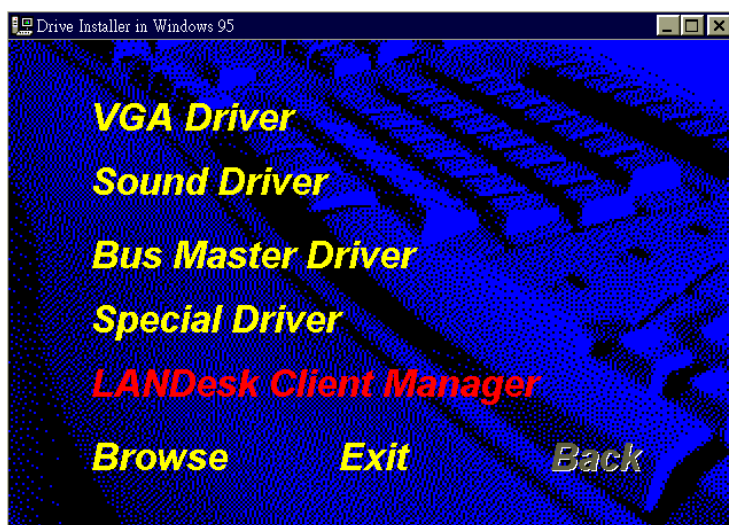 Drive Installer in Windows 95
VGA Driver
Sound Driver
Bus Master Driver
Special Driver
LANDesk Client Manager
Browse Exit Back